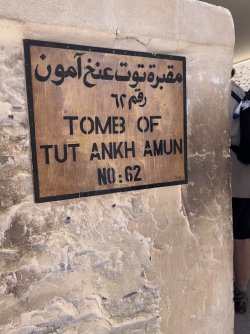 مقبرة توت عنخ آمون
رقم ٦٢
TOMB OF
TUT ANKH AMUN
NO:62